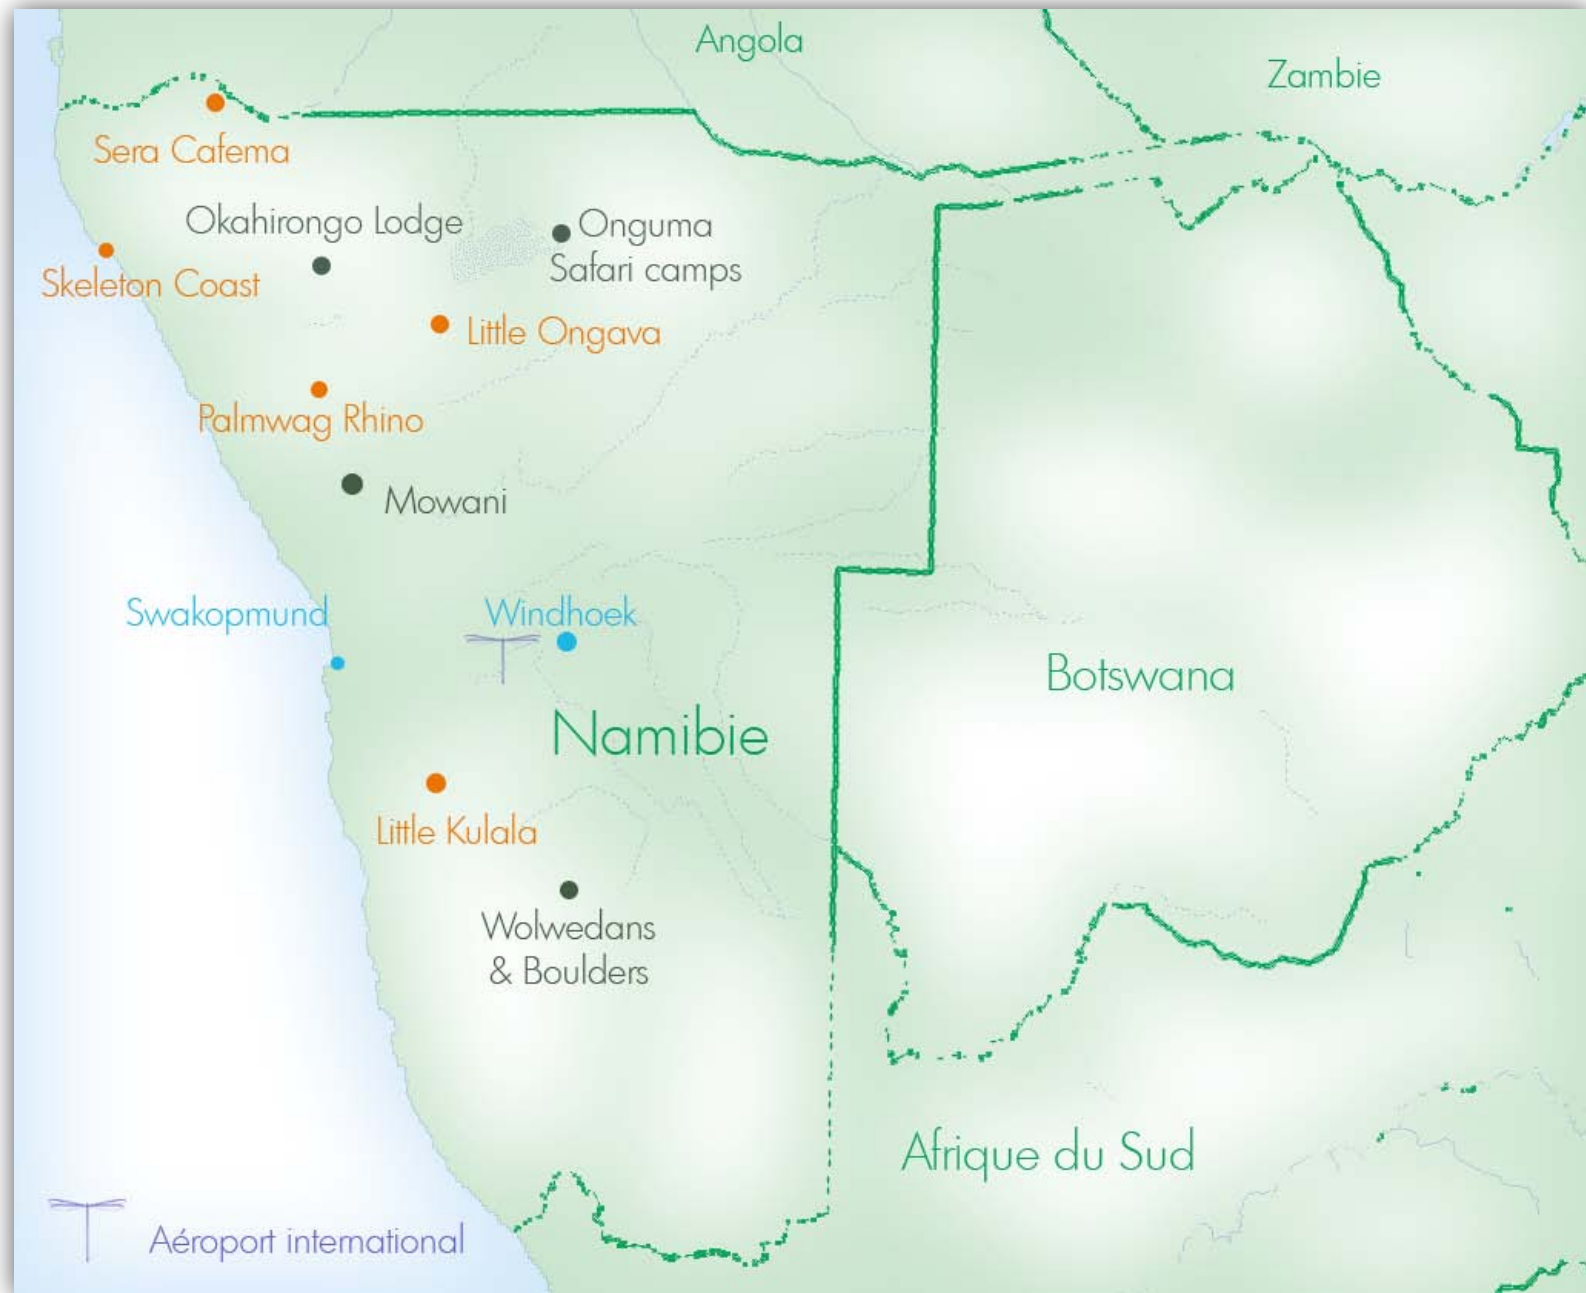 Angola
Zambie
Sera Cafema
Okahirongo Lodge
Onguma
Safari camps
Skeleton Coast
Little Ongava
Palmwag Rhino
Mowani
Swakopmund
Windhoek
Botswana
Namibie
Little Kulala
Wolwedans
& Boulders
Afrique du Sud
Aéroport international